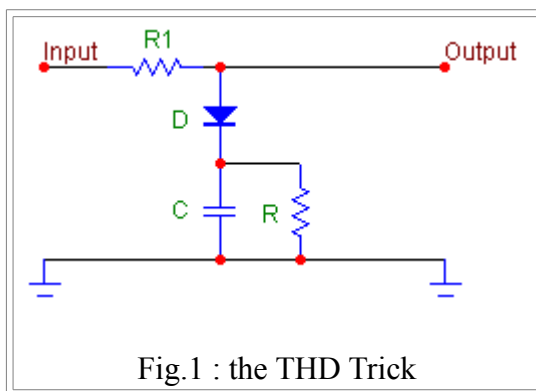 R1
Input
Output
D
C
R
Fig.1 : the THD Trick